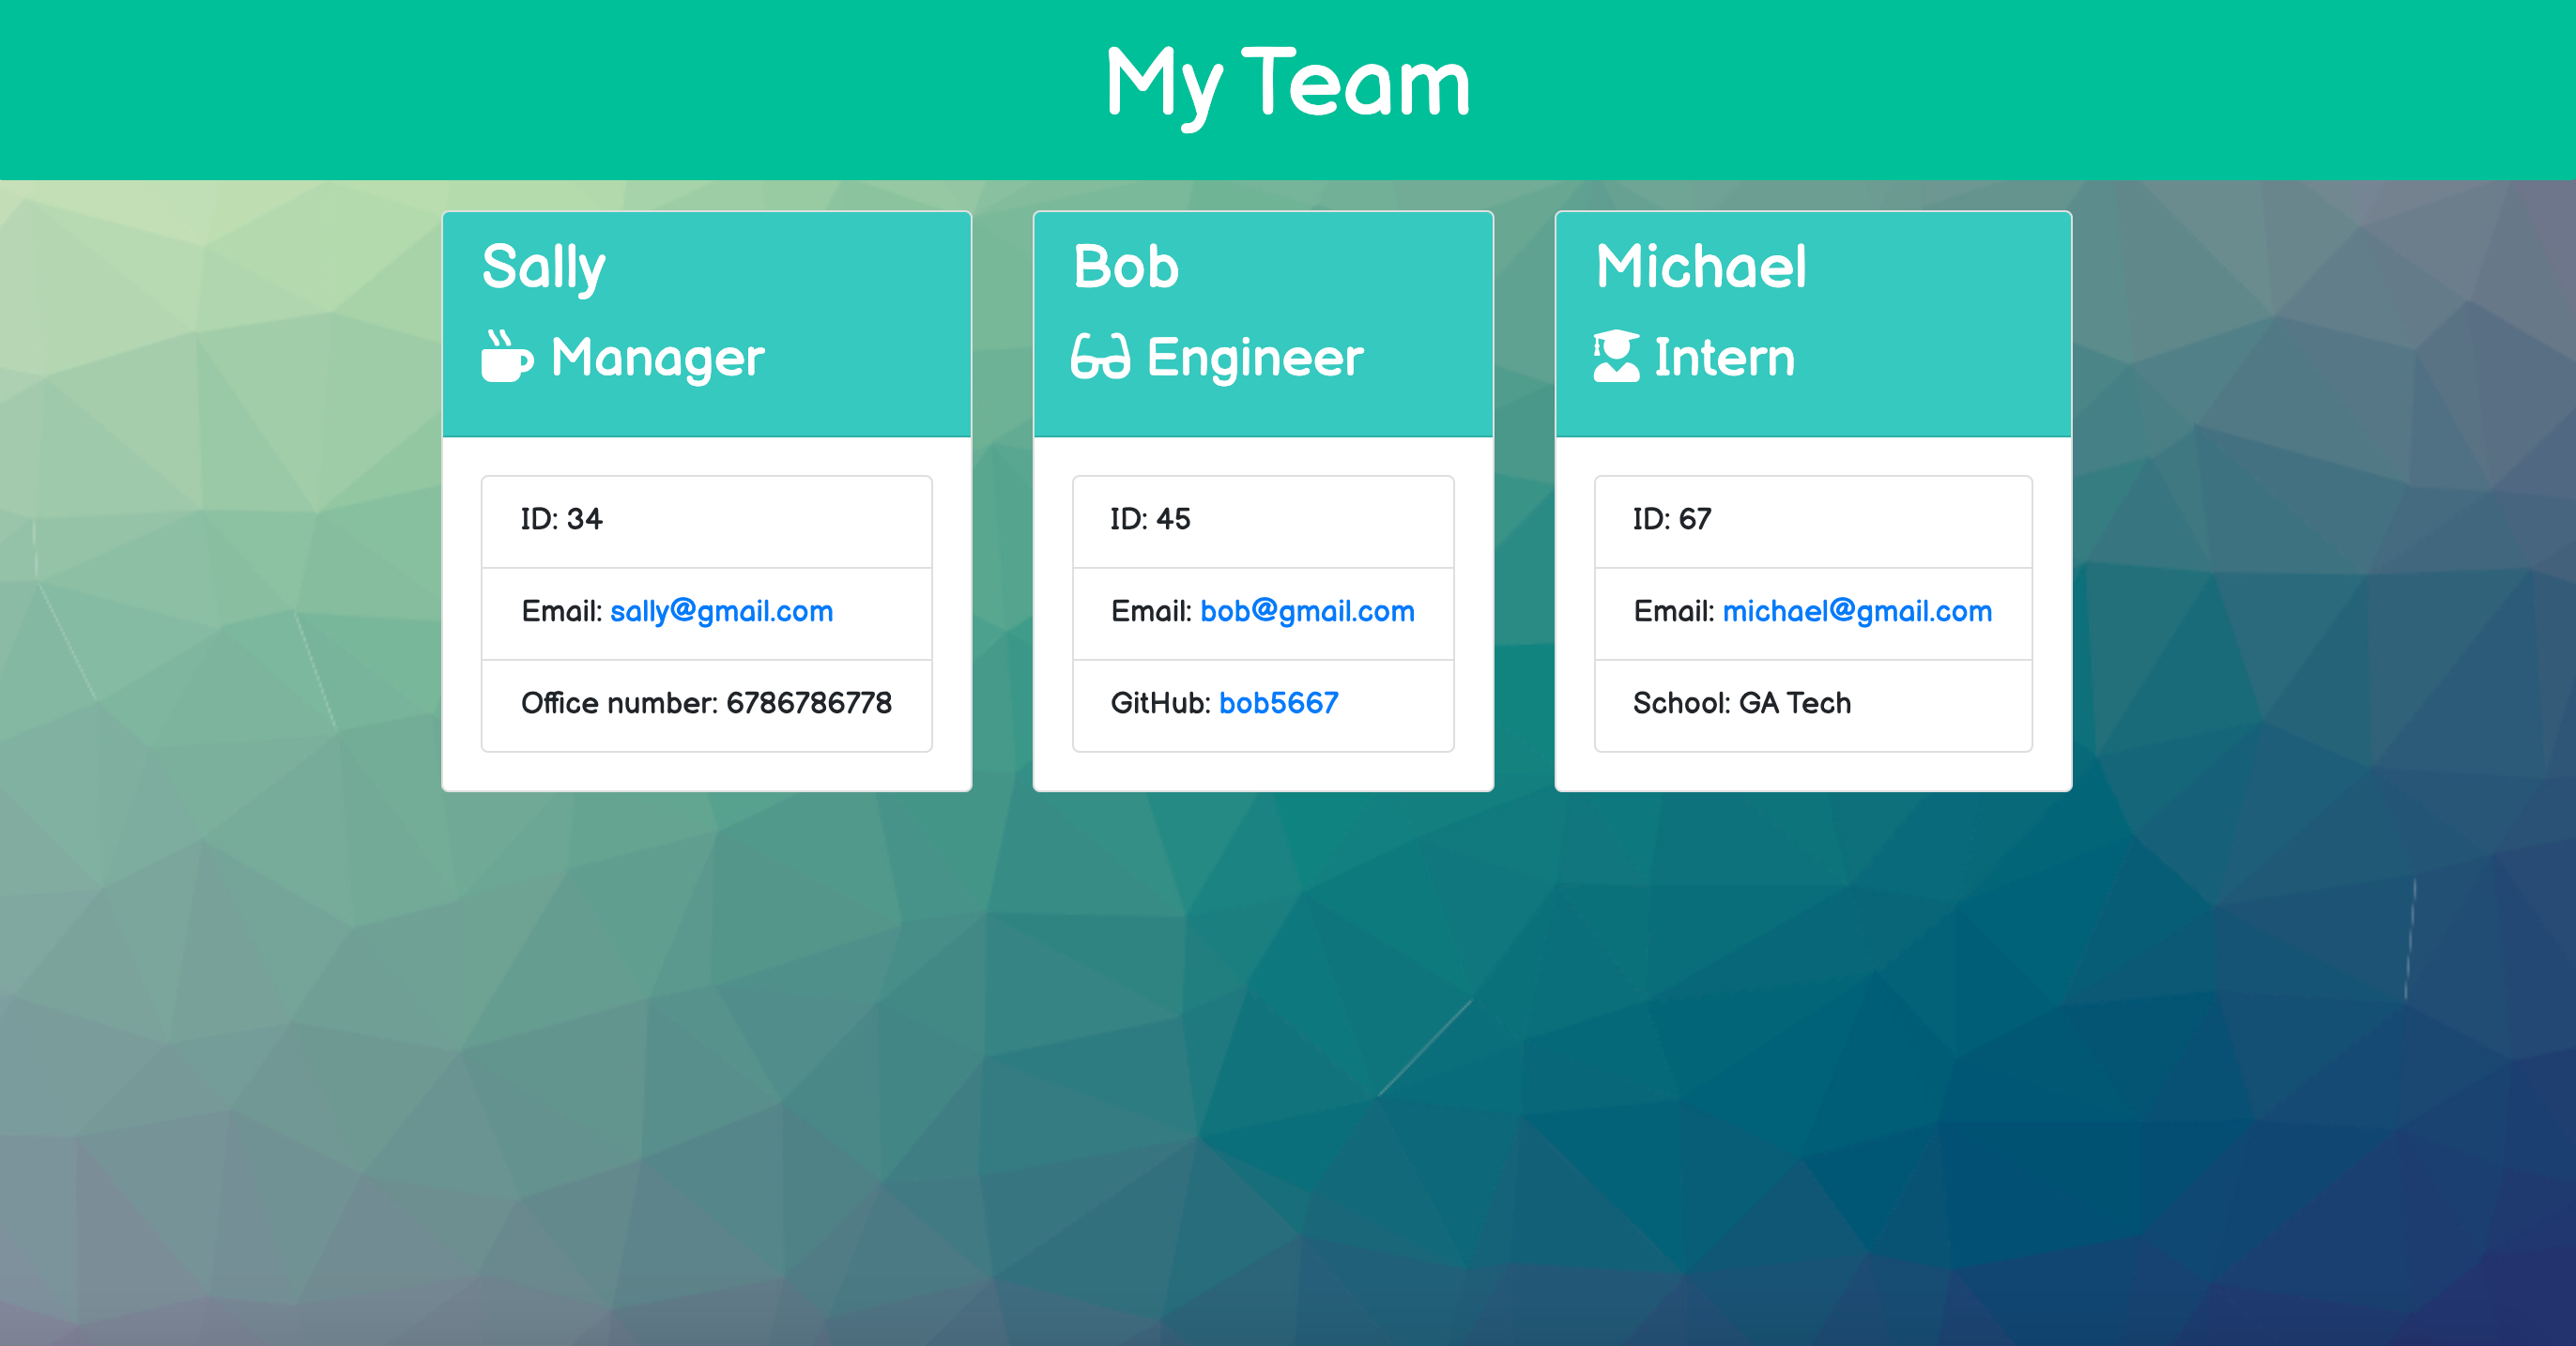 My Team
Sally
Manager
ID: 34
Email: sally@gmail.com
Office number: 6786786778
Bob
Engineer
ID: 45
Email: bob@gmail.com
GitHub: bob5667
Michael
Intern
ID: 67
Email: michael@gmail.com
School: GA Tech